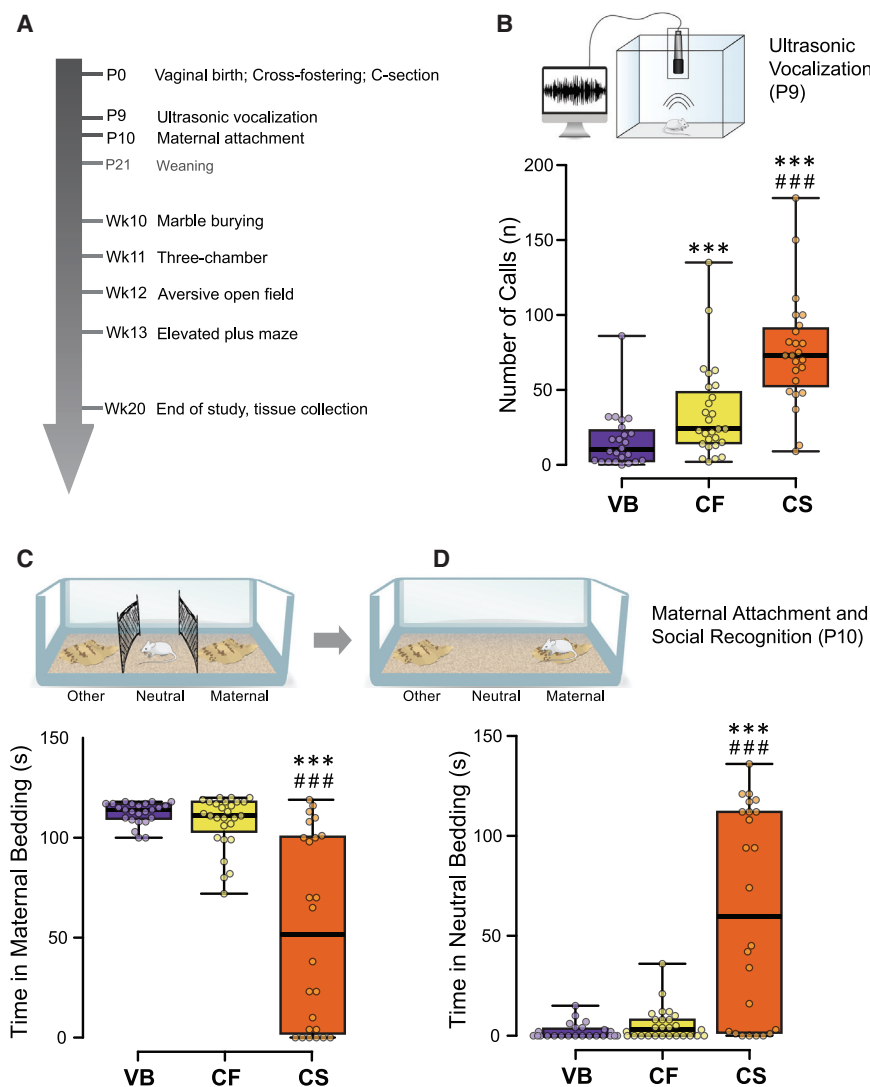 A
P0 Vaginal birth; Cross-fostering; C-section
P9 Ultrasonic vocalization
P10 Maternal attachment
P21 Weaning
Wk10 Marble burying
Wk11 Three-chamber
Wk12 Aversive open field
Wk13 Elevated plus maze
Wk20 End of study, tissue collection
B
Ultrasonic
Vocalization
(P9)
Number of Calls (n)
200
150
100
50
0
***
***
###
VB CF CS
C
Other Neutral Maternal
D
Other Neutral Maternal
Maternal Attachment and
Social Recognition (P10)
Time in Maternal Bedding (s)
150
100
50
0
***
###
VB CF CS
Time in Neutral Bedding (s)
150
100
50
0
***
###
VB CF CS